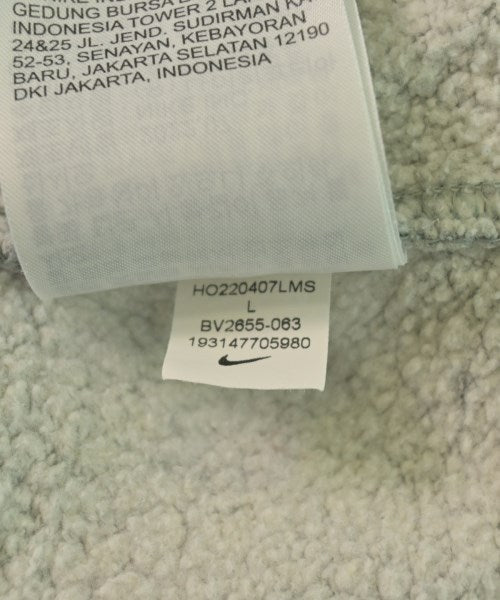 GEDUNG BURSA
INDONESIA TOWER 2
24&25 JL. JEND. SUDIRMAN
52-53, SENAYAN, KEBAYORAN
BARU, JAKARTA SELATAN 12190
DKI JAKARTA, INDONESIA
HO220407LMS
L
BV2655-063
193147705980